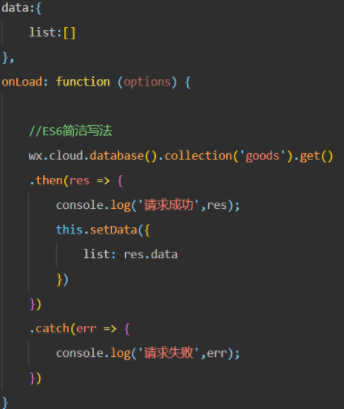 data:{
list:[]
},
onLoad: function (options) {
//ES6简洁写法
wx.cloud.database().collection('goods').get()
.then(res => {
console.log('请求成功',res);
this.setData({
list: res.data
})
})
.catch(err => {
console.log('请求失败',err);
})
}